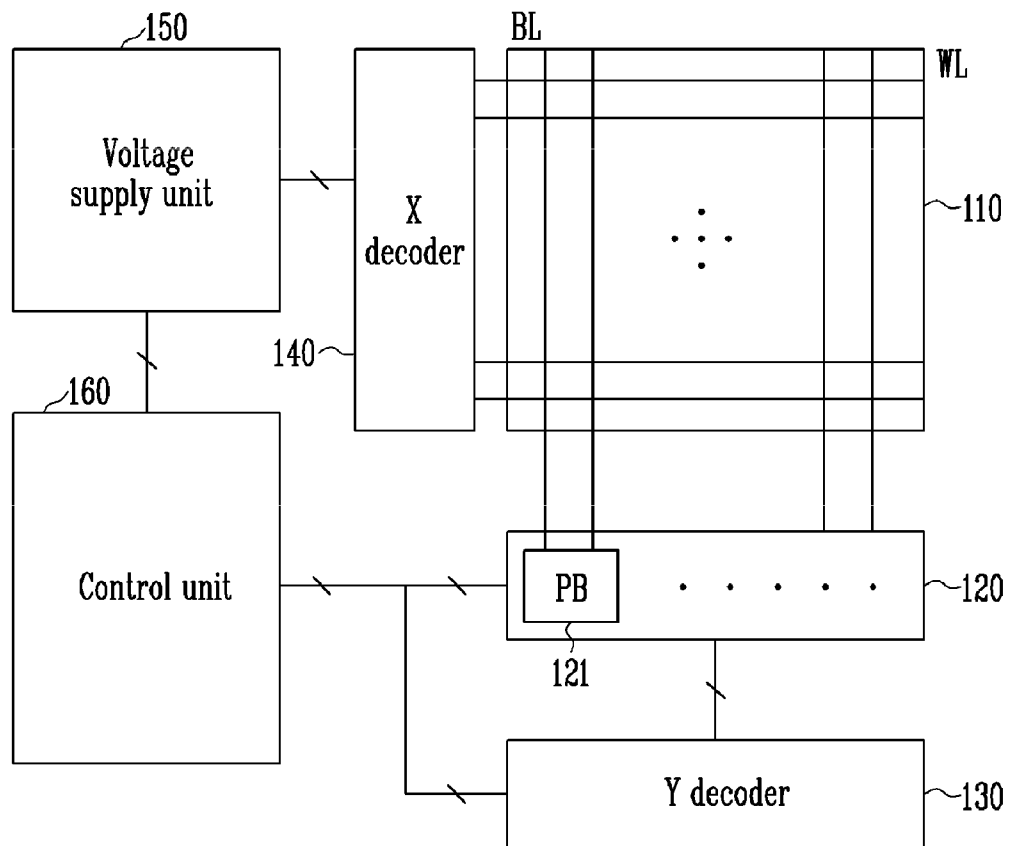 150
BL
WL
Voltage
supply unit
X
decoder
110
140
160
Control unit
PB
120
121
Y decoder
130